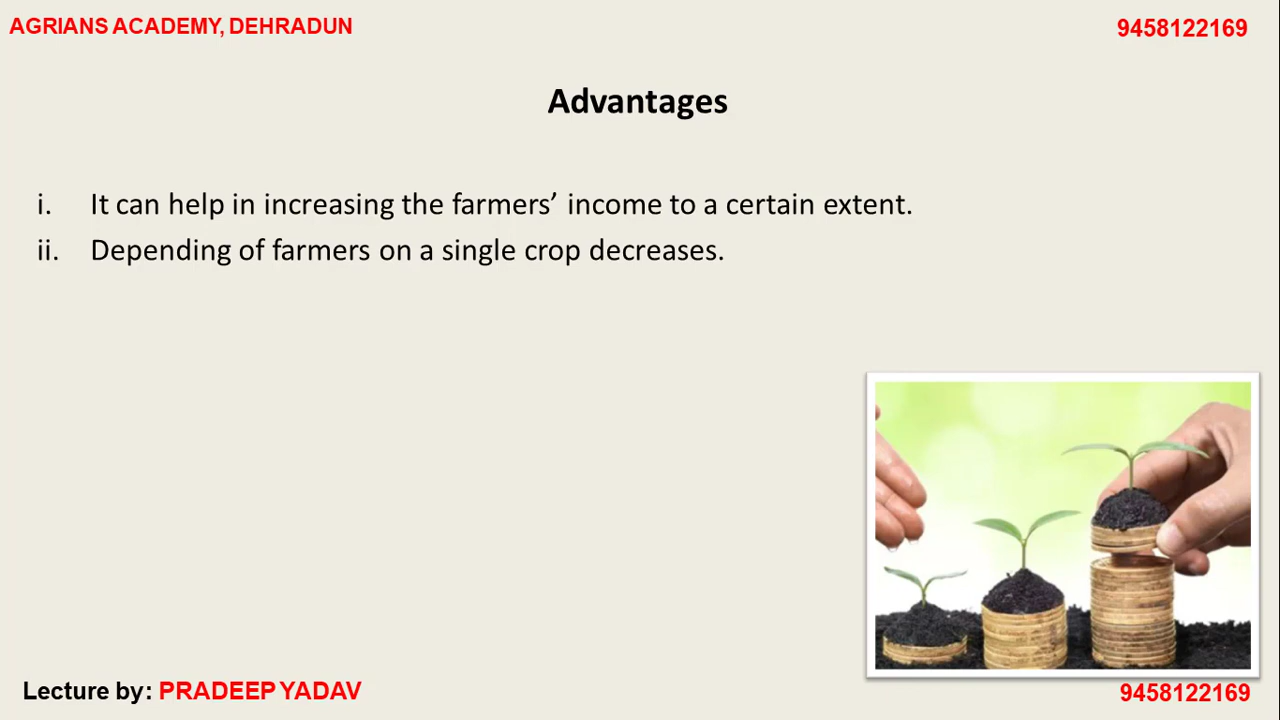 AGRIANS ACADEMY, DEHRADUN
9458122169
Advantages
i. It can help in increasing the farmers’ income to a certain extent.
ii. Depending of farmers on a single crop decreases.
Lecture by: PRADEEP YADAV
9458122169